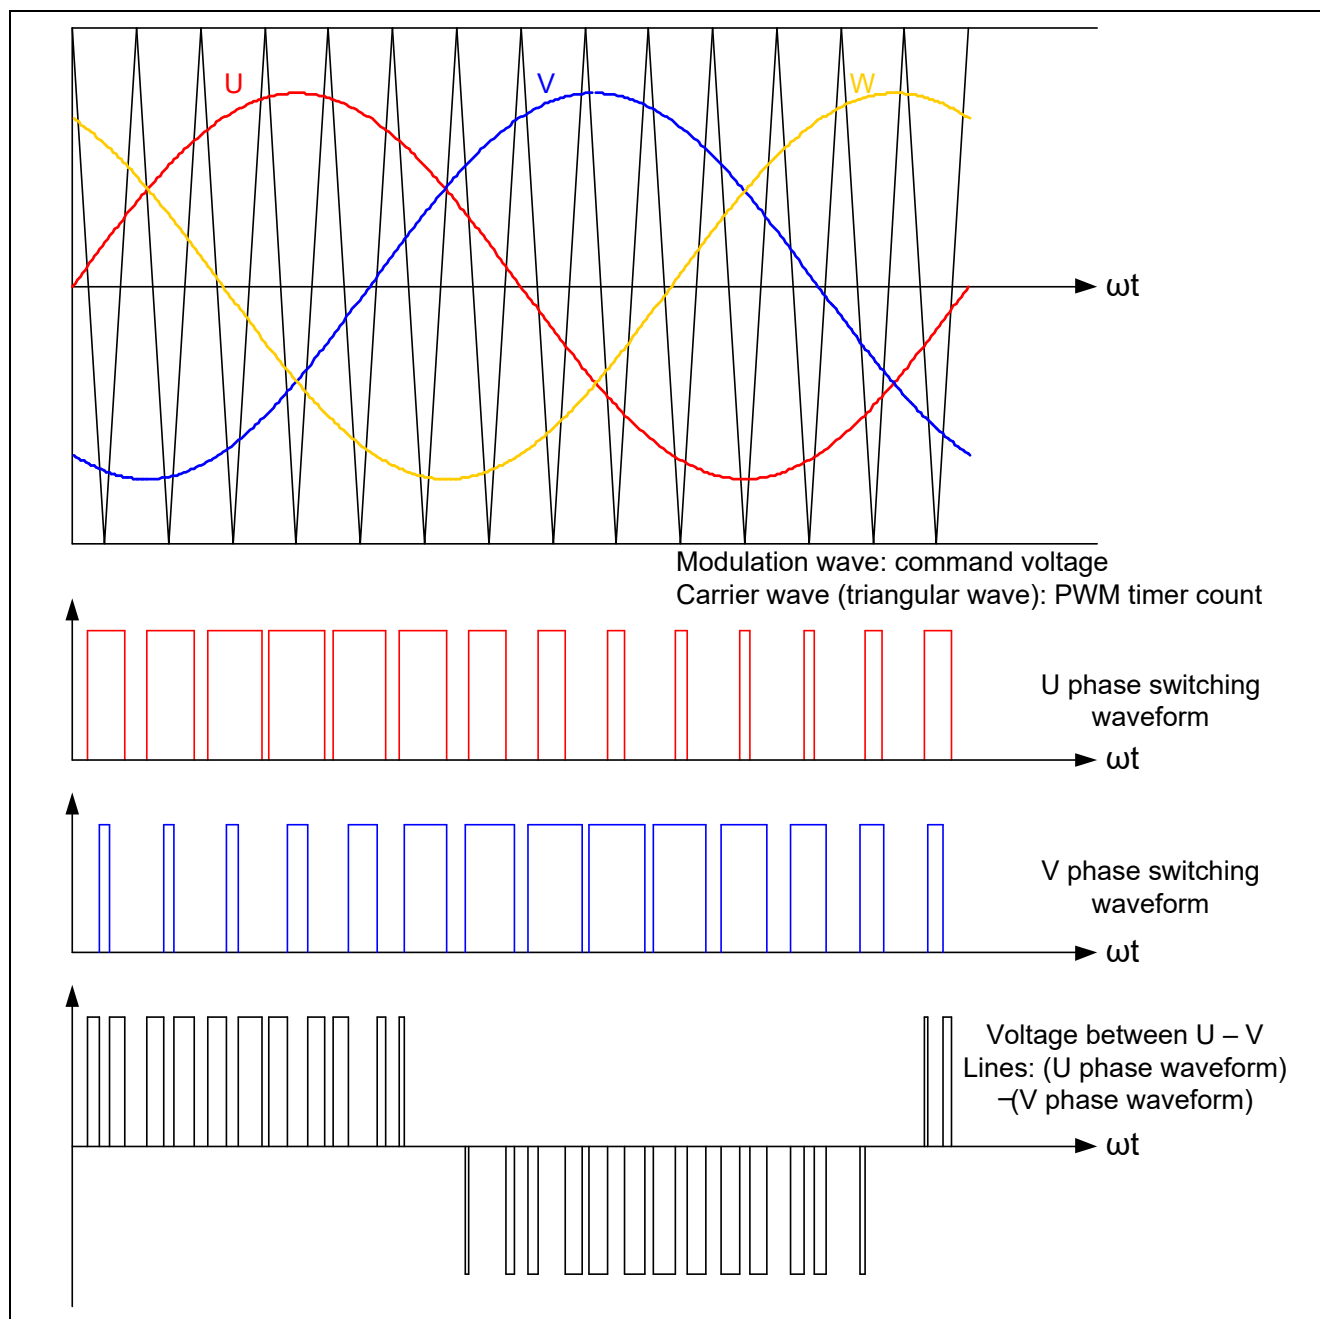 U
V
W
ωt
Modulation wave: command voltage
Carrier wave (triangular wave): PWM timer count
U phase switching
waveform
ωt
V phase switching
waveform
ωt
Voltage between U – V
Lines: (U phase waveform)
−(V phase waveform)
ωt